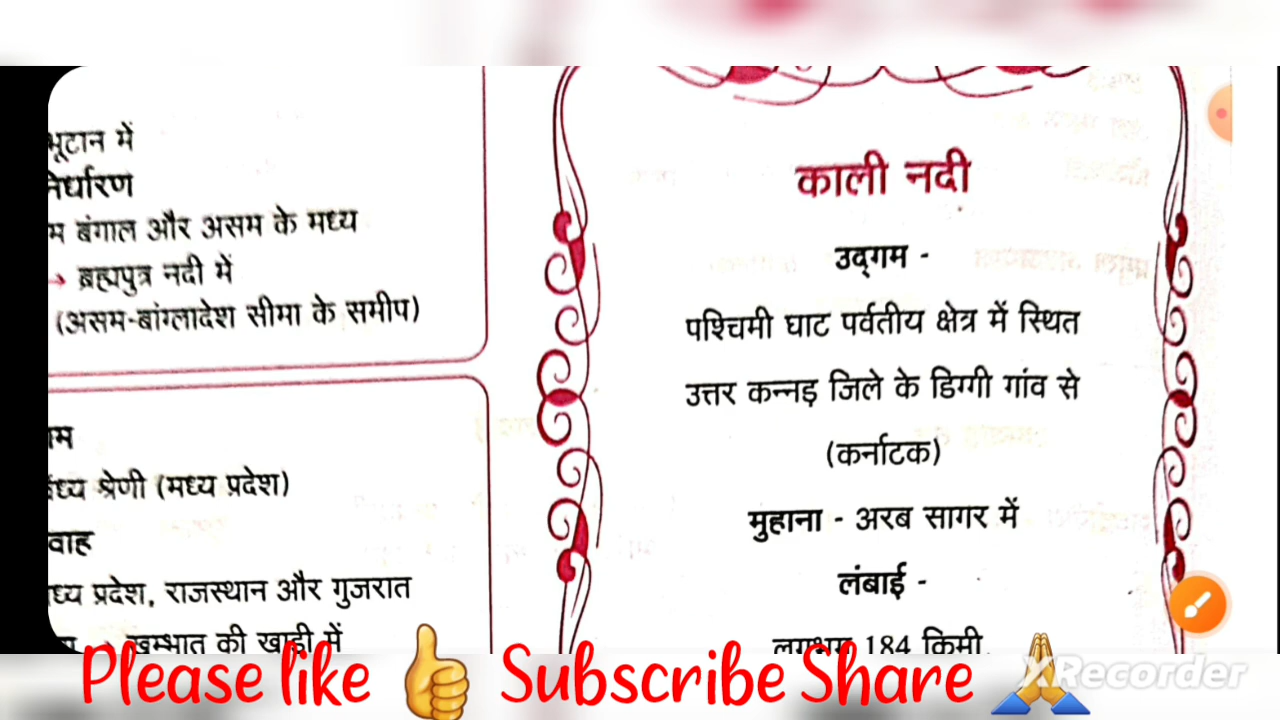 भूटान में
निर्धारण
म बंगाल और असम के मध्य
→ ब्रह्मपुत्र नदी में
(असम-बांग्लादेश सीमा के समीप)
श्रेणी (मध्य प्रदेश)
वाह
प्रदेश, राजस्थान और गुजरात
→ खम्भात की खाड़ी में
काली नदी
उद्गम -
पश्चिमी घाट पर्वतीय क्षेत्र में स्थित
उत्तर कन्नड़ जिले के डिग्गी गांव से
(कर्नाटक)
मुहाना - अरब सागर में
लंबाई -
लगभग 184 किमी.
Please like 👍 Subscribe Share 🙏
XRecorder